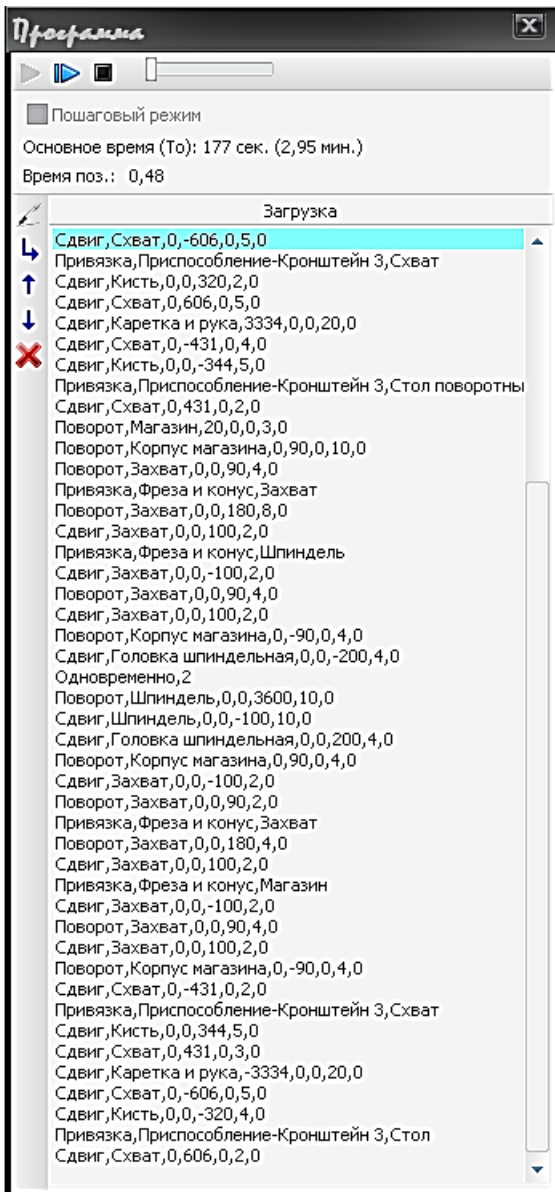 Программа
Пошаговый режим
Основное время (То): 177 сек. (2,95 мин.)
Время поз.: 0,48
Загрузка
Сдвиг,Схват,0,-606,0,5,0
Привязка,Приспособление-Кронштейн 3,Схват
Сдвиг,Кисть,0,0,320,2,0
Сдвиг,Схват,0,606,0,5,0
Сдвиг,Каретка и рука,3334,0,0,20,0
Сдвиг,Схват,0,-431,0,4,0
Сдвиг,Кисть,0,0,-344,5,0
Привязка,Приспособление-Кронштейн 3,Стол поворотны
Сдвиг,Схват,0,431,0,2,0
Поворот,Магазин,20,0,0,3,0
Поворот,Корпус магазина,0,90,0,10,0
Поворот,Захват,0,0,90,4,0
Привязка,Фреза и конус,Захват
Поворот,Захват,0,0,180,8,0
Сдвиг,Захват,0,0,100,2,0
Привязка,Фреза и конус,Шпиндель
Сдвиг,Захват,0,0,-100,2,0
Поворот,Захват,0,0,90,4,0
Сдвиг,Захват,0,0,100,2,0
Поворот,Корпус магазина,0,-90,0,4,0
Сдвиг,Головка шпиндельная,0,0,-200,4,0
Одновременно,2
Поворот,Шпиндель,0,0,3600,10,0
Сдвиг,Шпиндель,0,0,-100,10,0
Сдвиг,Головка шпиндельная,0,0,200,4,0
Поворот,Корпус магазина,0,90,0,4,0
Сдвиг,Захват,0,0,-100,2,0
Поворот,Захват,0,0,90,2,0
Привязка,Фреза и конус,Захват
Поворот,Захват,0,0,180,4,0
Сдвиг,Захват,0,0,100,2,0
Привязка,Фреза и конус,Магазин
Сдвиг,Захват,0,0,-100,2,0
Поворот,Захват,0,0,90,4,0
Сдвиг,Захват,0,0,100,2,0
Поворот,Корпус магазина,0,-90,0,4,0
Сдвиг,Схват,0,-431,0,2,0
Привязка,Приспособление-Кронштейн 3,Схват
Сдвиг,Кисть,0,0,344,5,0
Сдвиг,Схват,0,431,0,3,0
Сдвиг,Каретка и рука,-3334,0,0,20,0
Сдвиг,Схват,0,-606,0,5,0
Сдвиг,Кисть,0,0,-320,4,0
Привязка,Приспособление-Кронштейн 3,Стол
Сдвиг,Схват,0,606,0,2,0